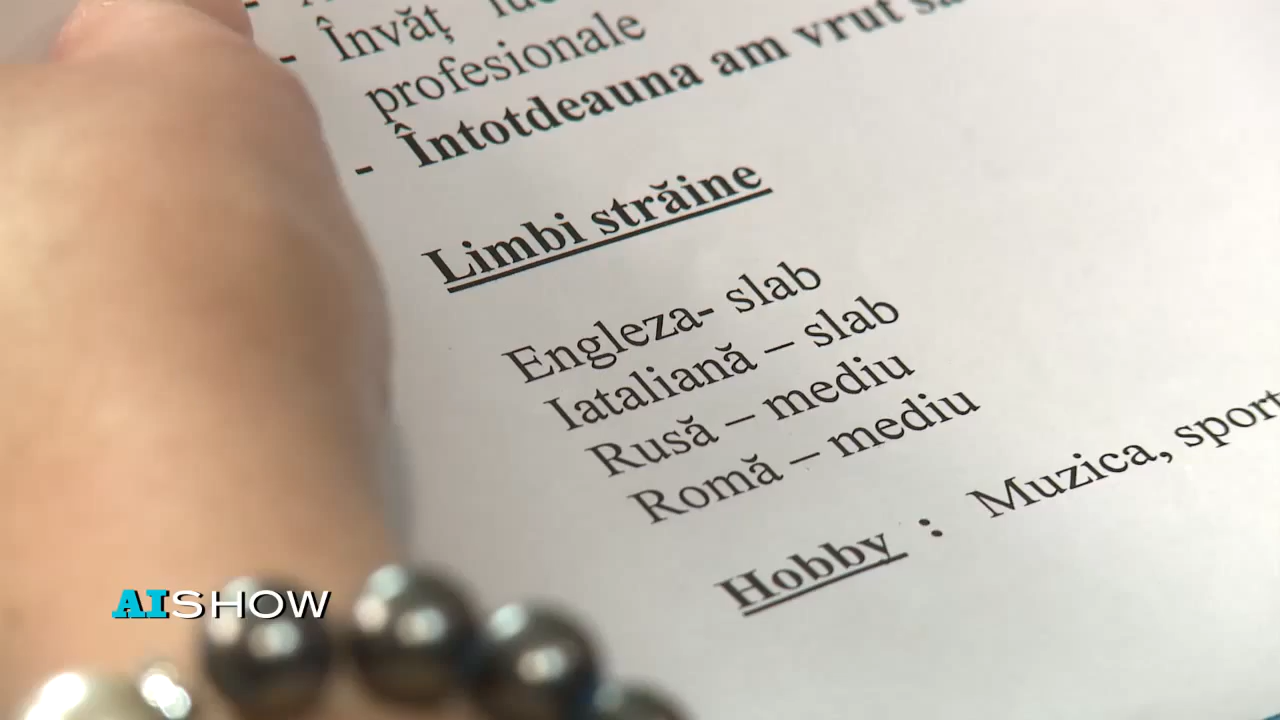 - Învăț
profesionale
- Întotdeauna am vrut
Limbi străine
Engleza- slab
Iataliană – slab
Rusă – mediu
Romă – mediu
Hobby : Muzica, sport
AISHOW